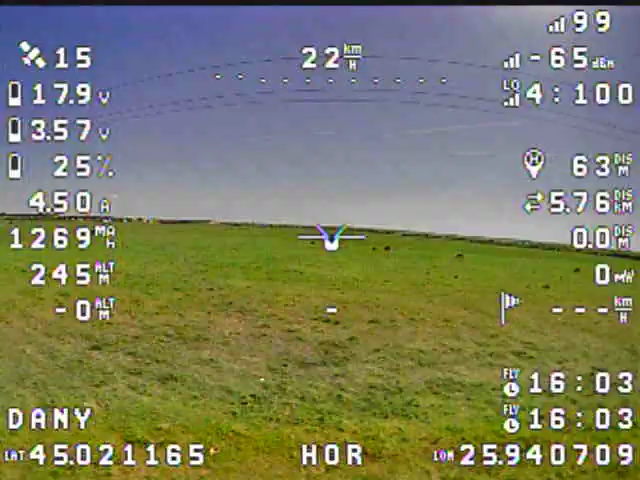 99
15
22 KM/H
-65 dBm
17.9 V
LQ 4:100
3.57 V
25%
H 63 DIS M
4.50 A
5.76 DIS KM
1269 MAH
0.0 DIS M
245 ALT M
0 mW
-0 ALT M
-
--- KM/H
FLY 16:03
FLY 16:03
DANY
LAT 45.021165
HOR
LON 25.940709